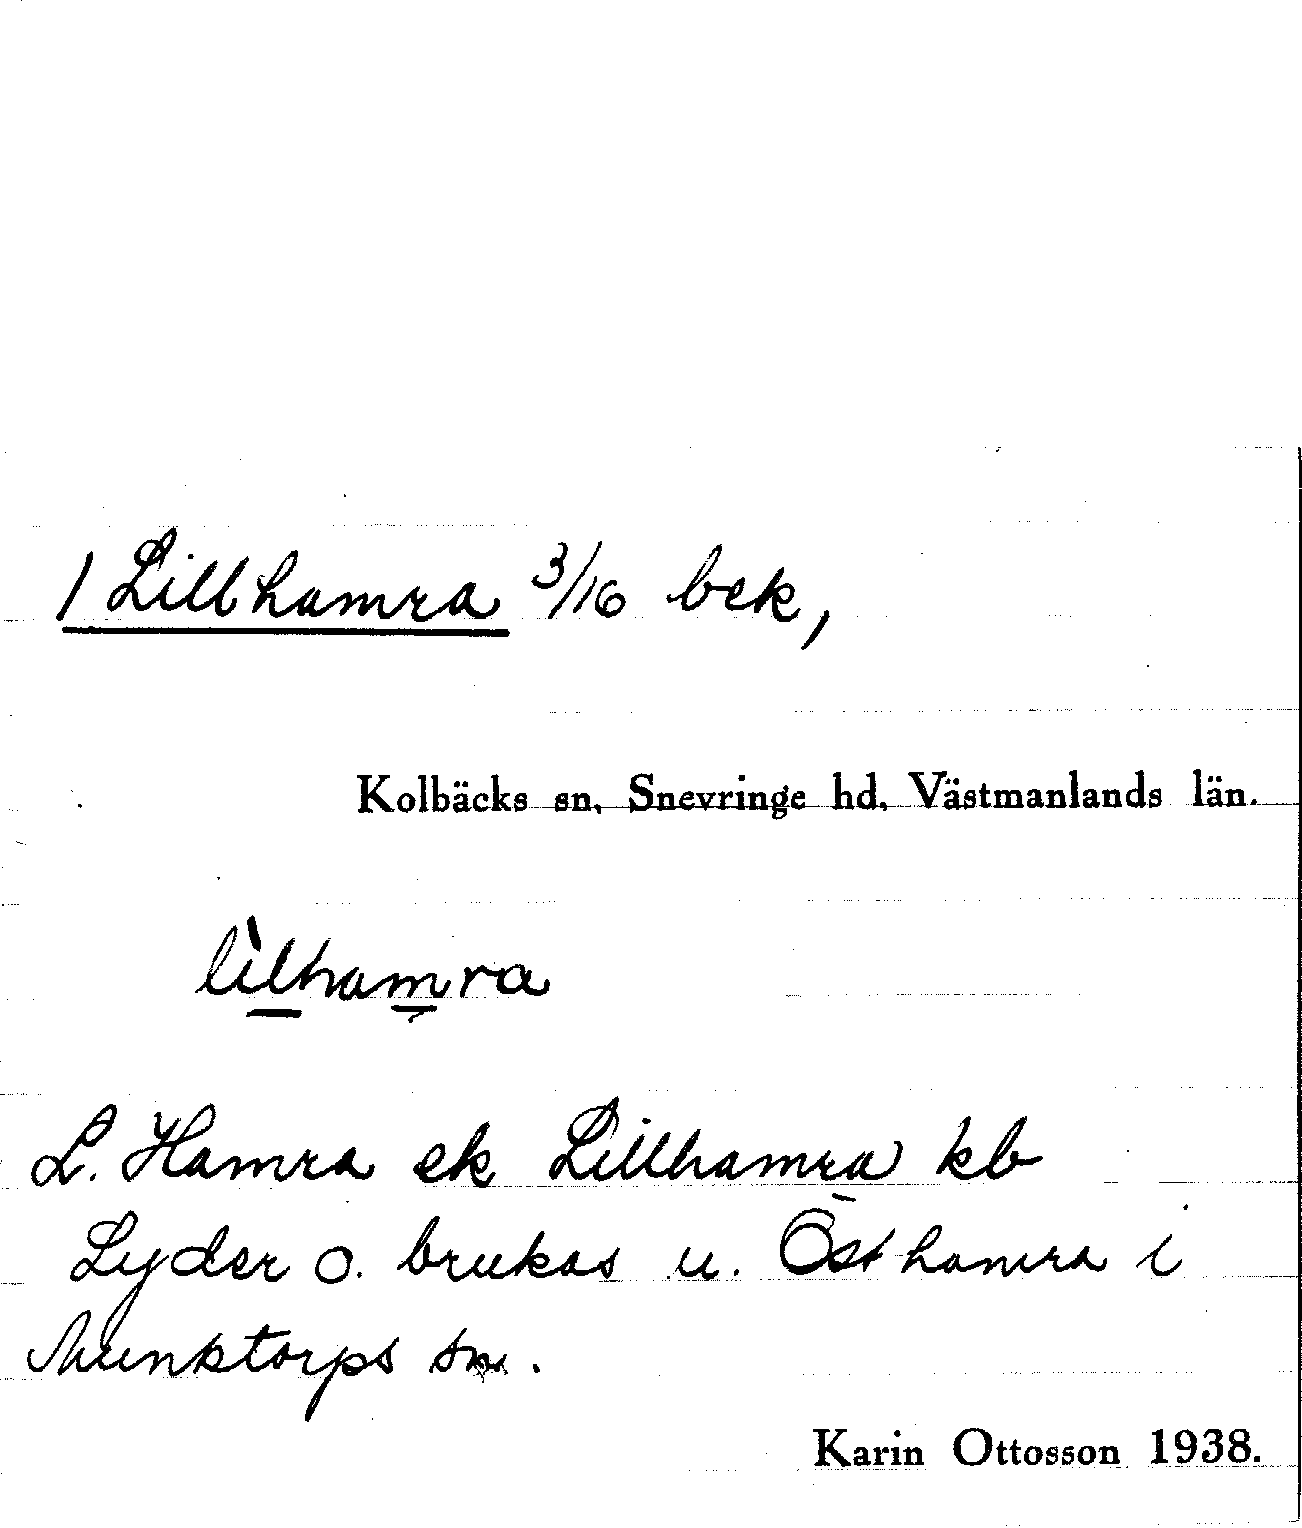 1 Lillhamra 3/16 bek,
Kolbäcks sn, Snevringe hd, Västmanlands län.
lìlhamra
L. Hamra ek Lillhamra kb
Lyder o. brukas u. Östhamra i
Munktorps sn.
Karin Ottosson 1938.